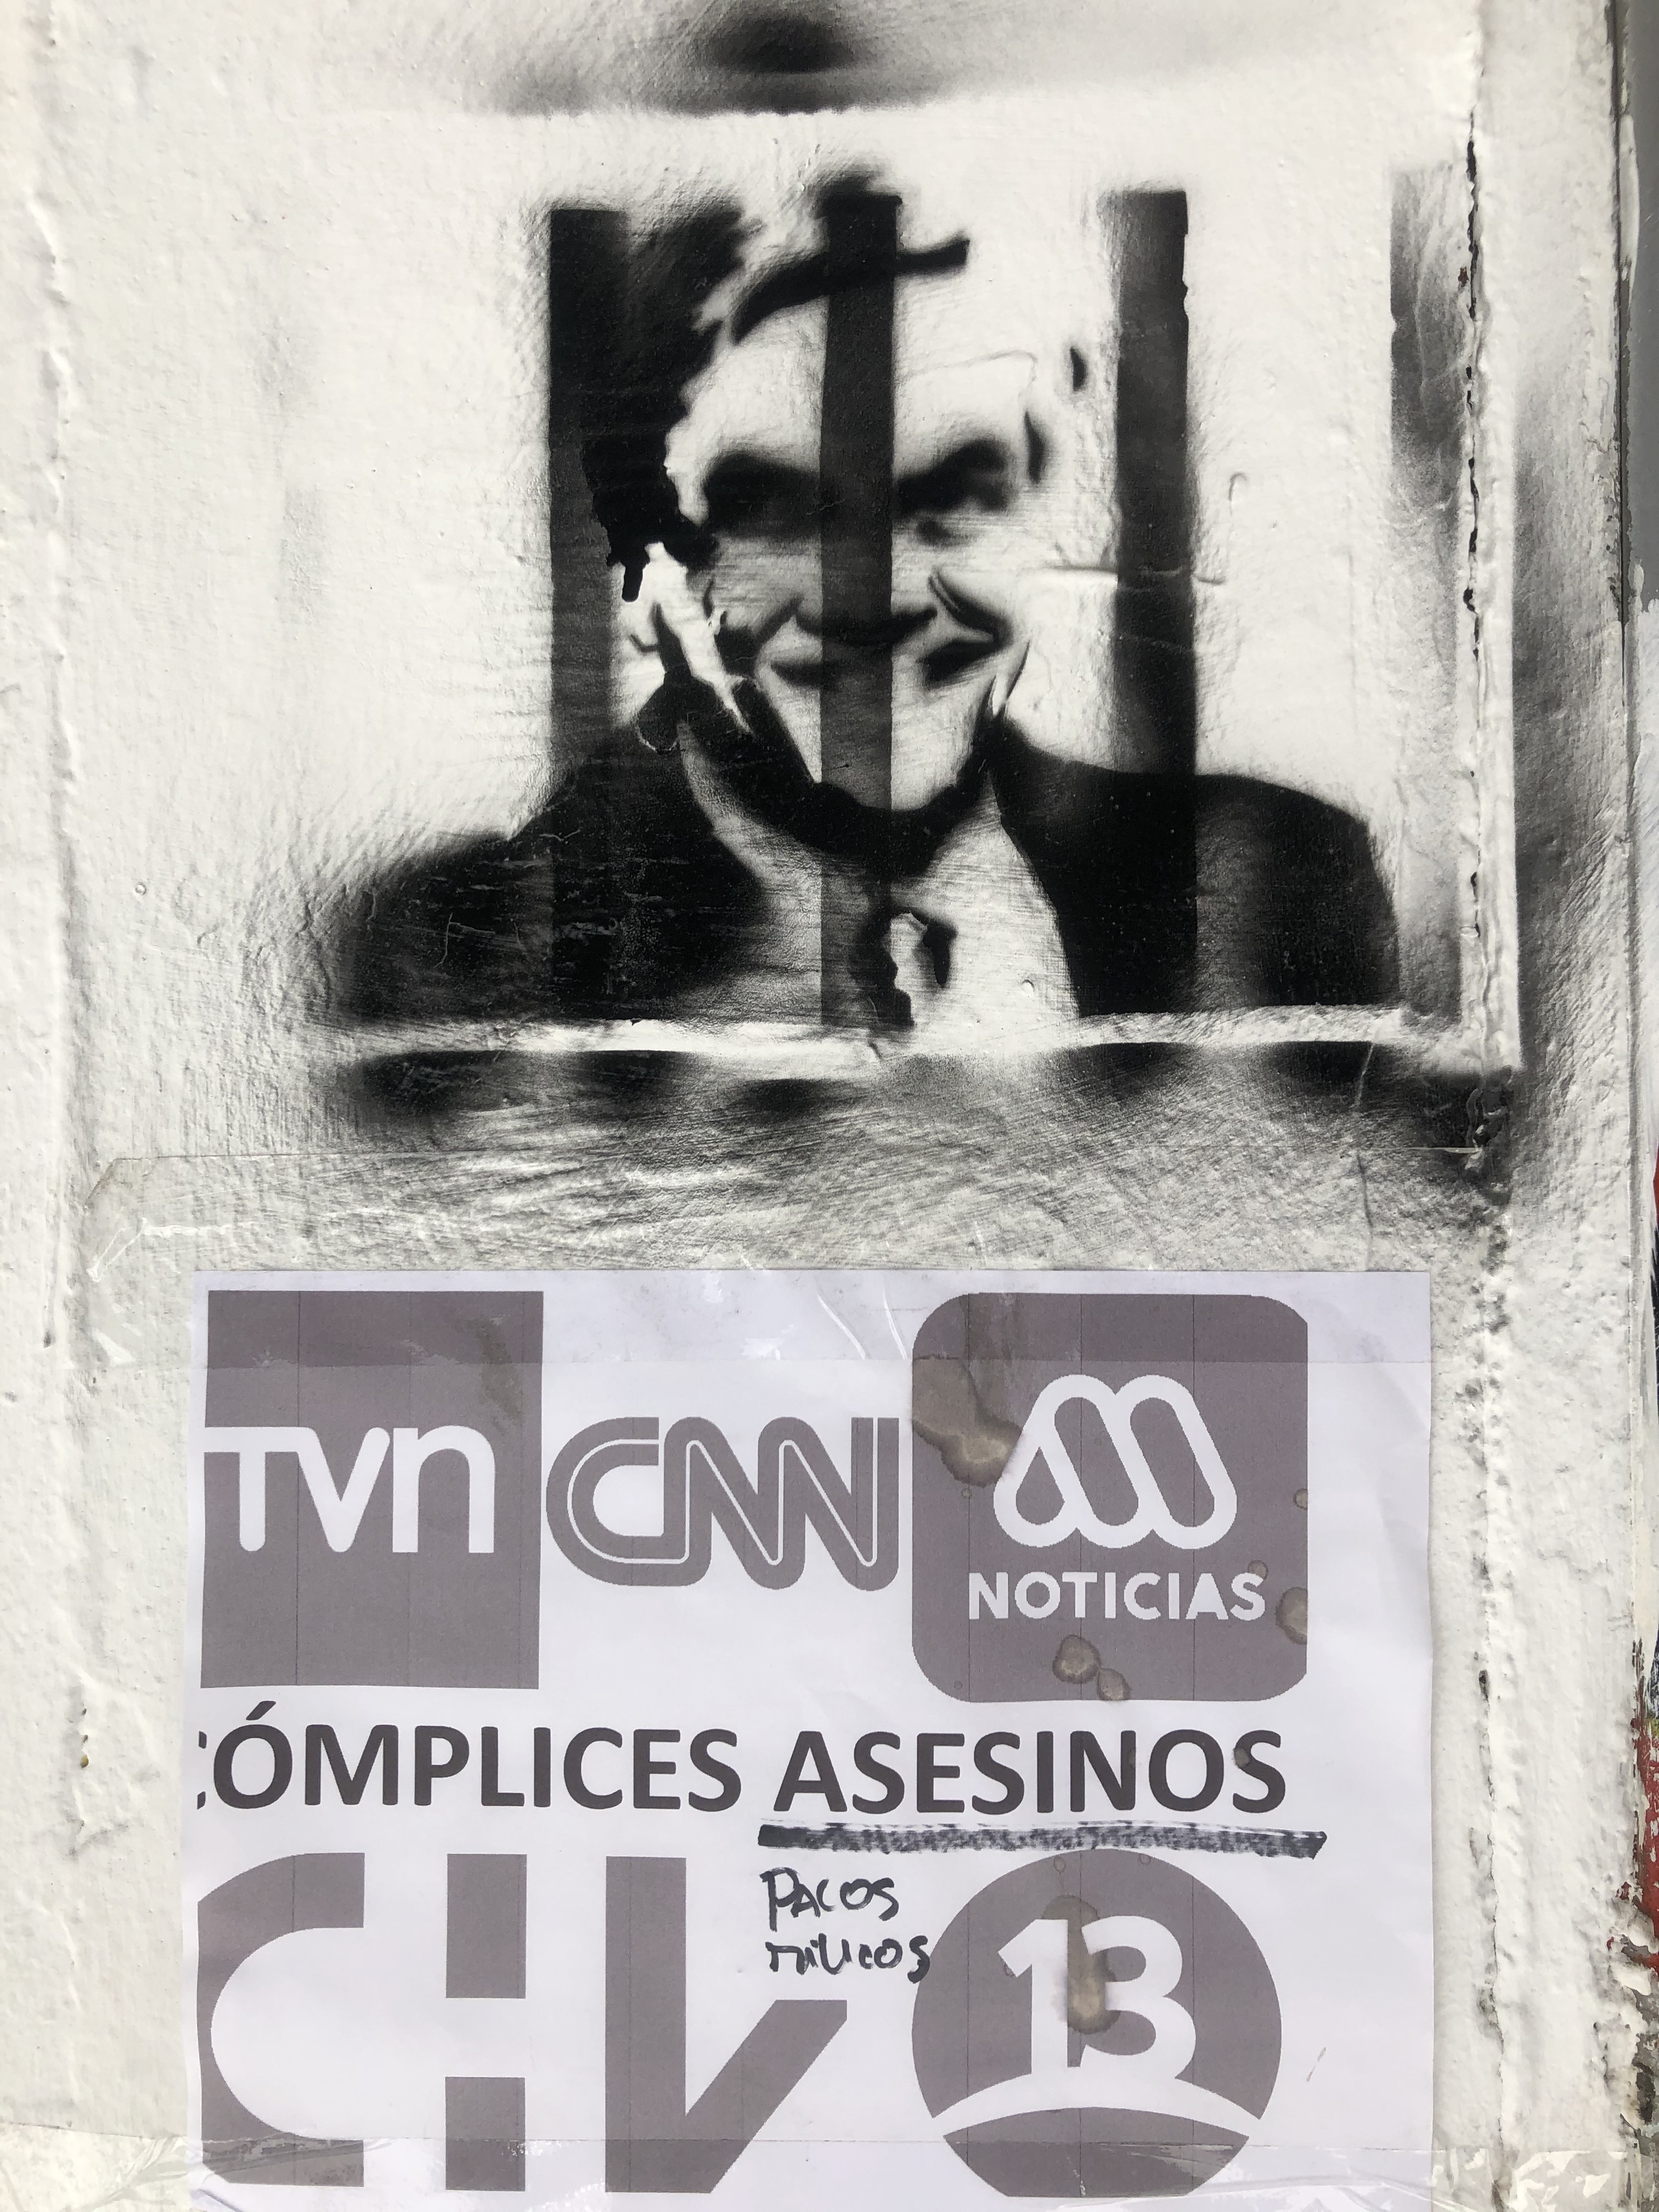 tvn CNN
NOTICIAS
CÓMPLICES ASESINOS
PACOS
MILICOS
CHV 13